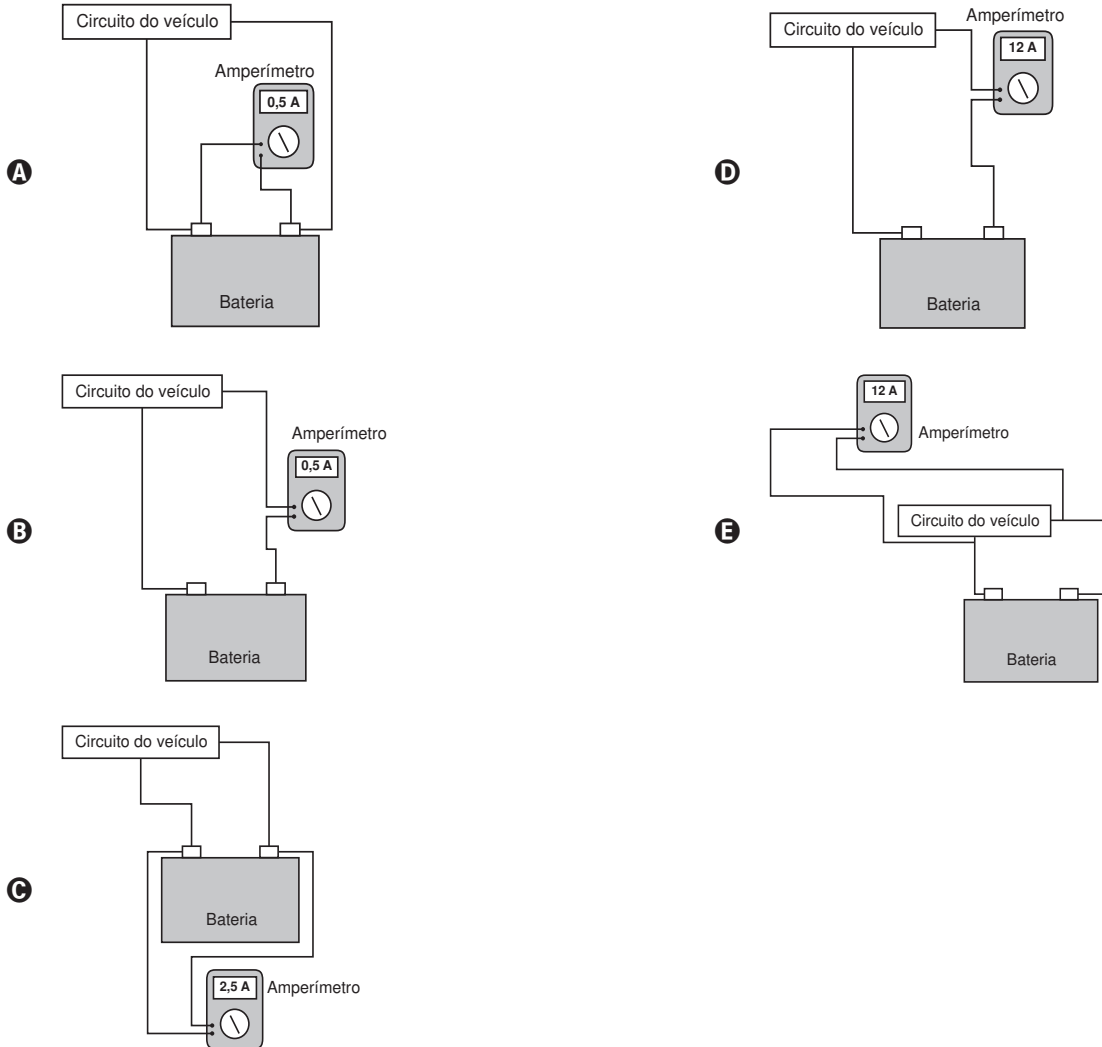 A
Circuito do veículo
Amperímetro
0,5 A
Bateria
B
Circuito do veículo
Amperímetro
0,5 A
Bateria
C
Circuito do veículo
Bateria
2,5 A
Amperímetro
D
Amperímetro
Circuito do veículo
12 A
Bateria
E
12 A
Amperímetro
Circuito do veículo
Bateria